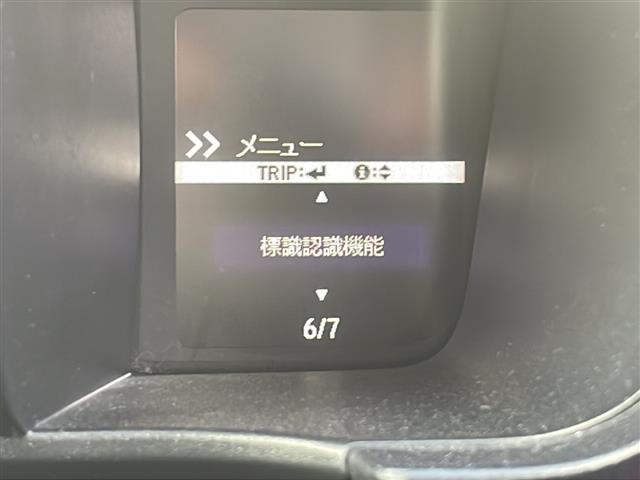 メニュー
TRIP:↵ i:⬍
▲
標識認識機能
▼
6/7